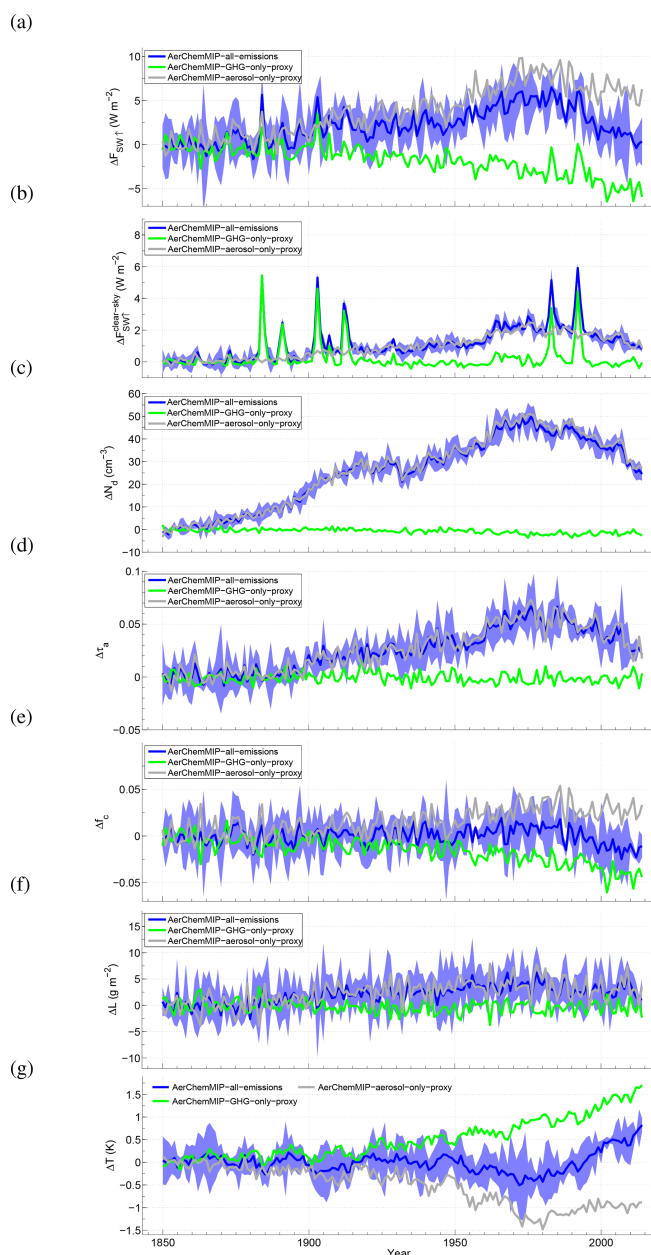 (a)
AerChemMIP−all−emissions
AerChemMIP−GHG−only−proxy
AerChemMIP−aerosol−only−proxy
ΔF_SW↑ (W m⁻²)
10
5
0
−5
(b)
AerChemMIP−all−emissions
AerChemMIP−GHG−only−proxy
AerChemMIP−aerosol−only−proxy
ΔF_SW↑^clear−sky (W m⁻²)
8
6
4
2
0
(c)
AerChemMIP−all−emissions
AerChemMIP−GHG−only−proxy
AerChemMIP−aerosol−only−proxy
ΔN_d (cm⁻³)
60
50
40
30
20
10
0
−10
(d)
AerChemMIP−all−emissions
AerChemMIP−GHG−only−proxy
AerChemMIP−aerosol−only−proxy
Δτ_a
0.1
0.05
0
−0.05
(e)
AerChemMIP−all−emissions
AerChemMIP−GHG−only−proxy
AerChemMIP−aerosol−only−proxy
Δf_c
0.05
0
−0.05
(f)
AerChemMIP−all−emissions
AerChemMIP−GHG−only−proxy
AerChemMIP−aerosol−only−proxy
ΔL (g m⁻²)
15
10
5
0
−5
−10
(g)
AerChemMIP−all−emissions AerChemMIP−aerosol−only−proxy
AerChemMIP−GHG−only−proxy
ΔT (K)
1.5
1
0.5
0
−0.5
−1
−1.5
1850 1900 1950 2000
Year